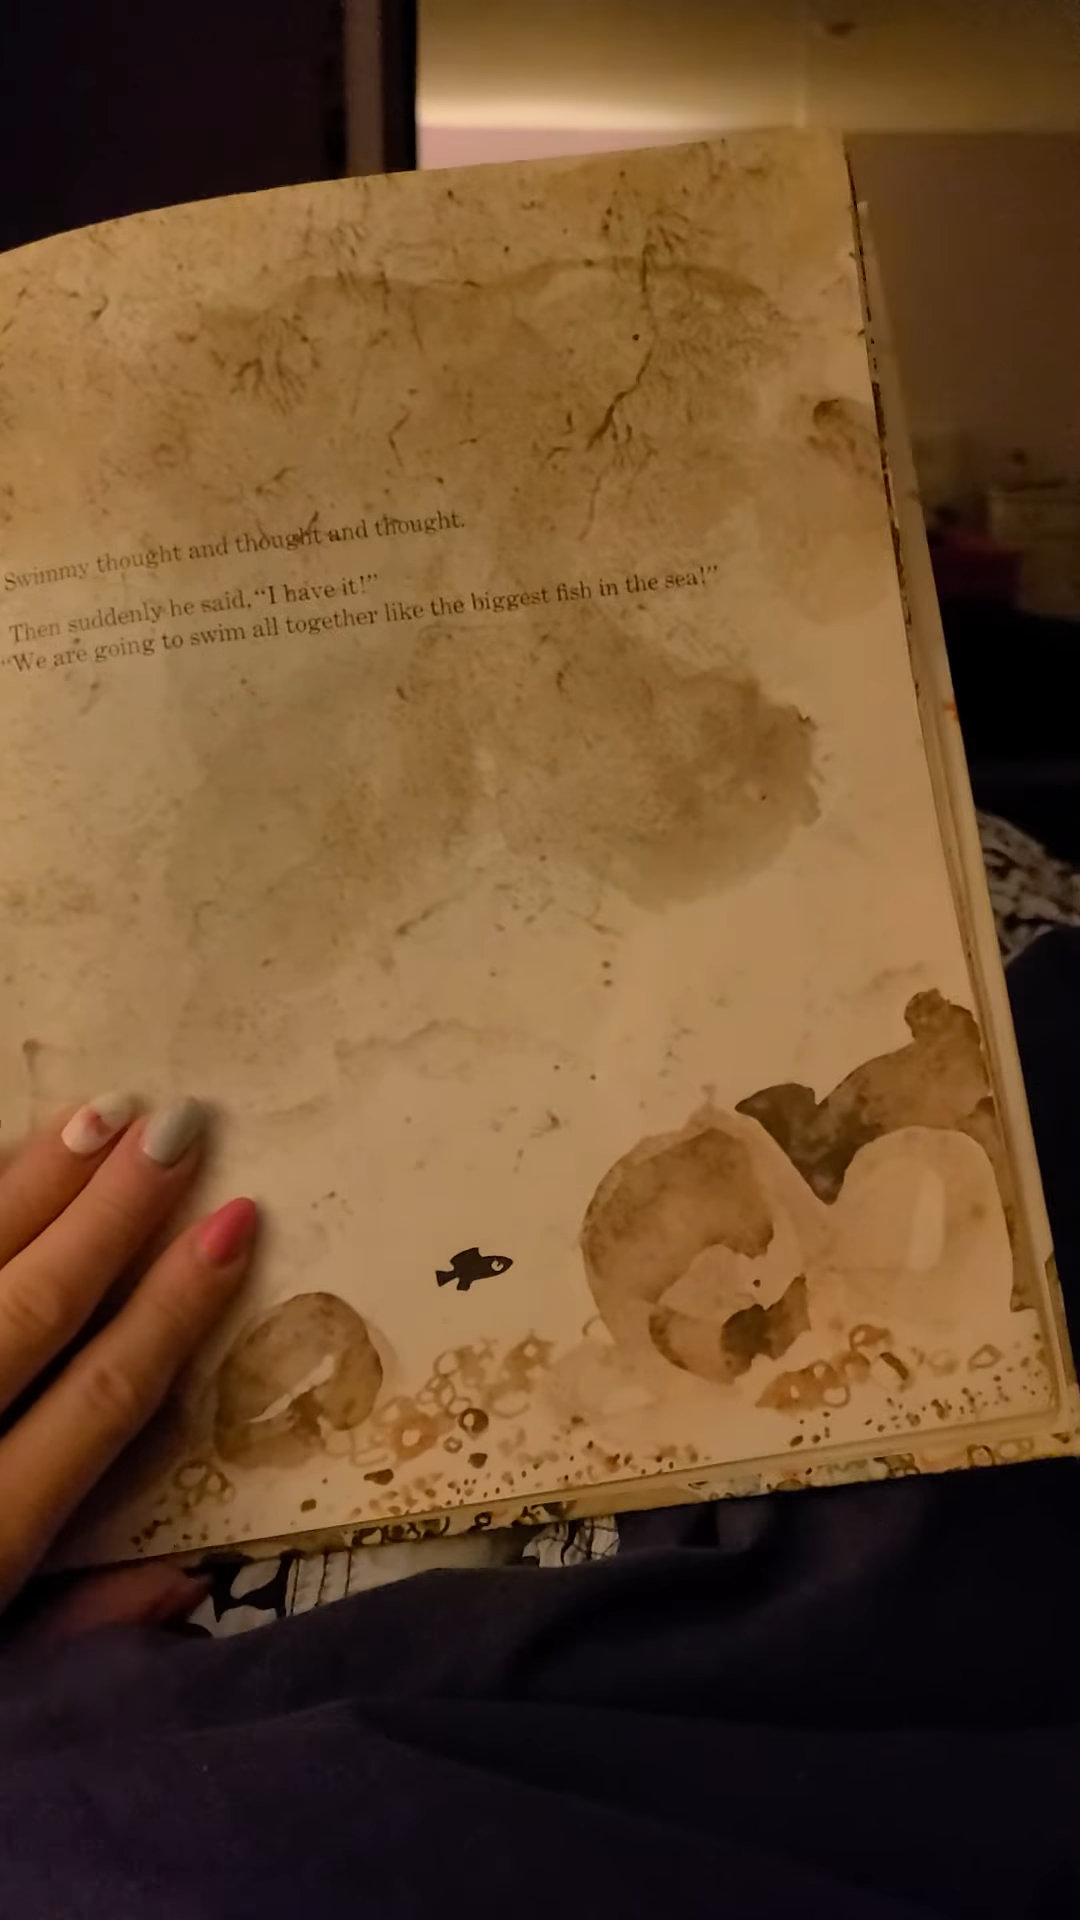 Swimmy thought and thought and thought.
Then suddenly he said, “I have it!”
“We are going to swim all together like the biggest fish in the sea!”